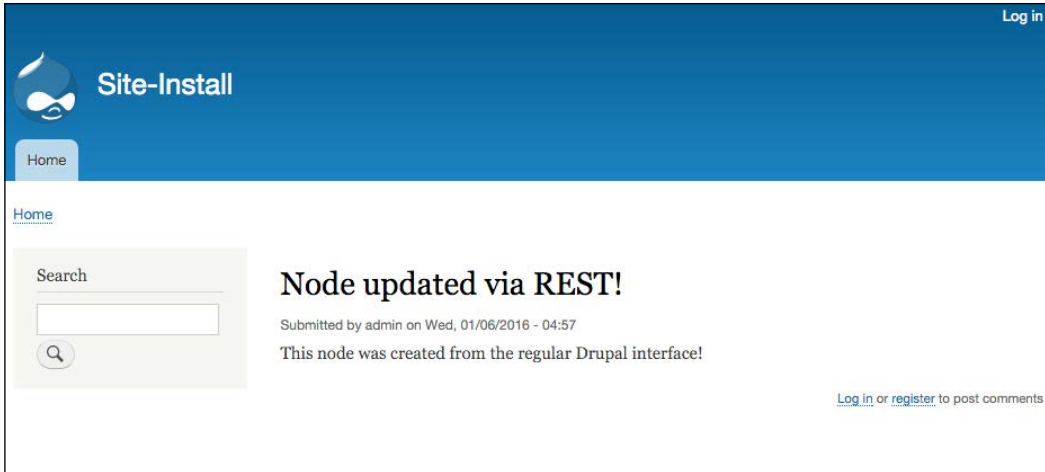 Log in
Site-Install
Home
Home
Search
Node updated via REST!
Submitted by admin on Wed, 01/06/2016 - 04:57
This node was created from the regular Drupal interface!
Log in or register to post comments